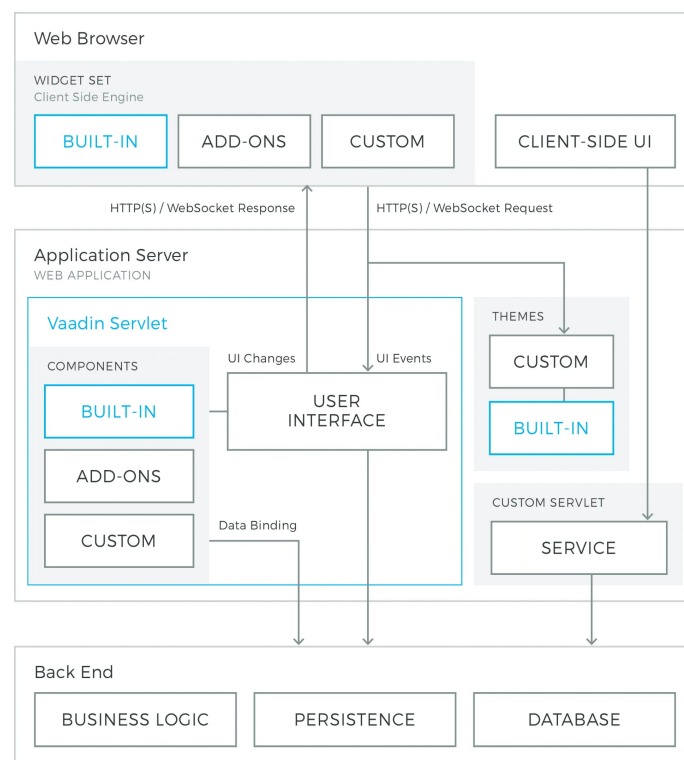 Web Browser
WIDGET SET
Client Side Engine
BUILT-IN
ADD-ONS
CUSTOM
CLIENT-SIDE UI
HTTP(S) / WebSocket Response
HTTP(S) / WebSocket Request
Application Server
WEB APPLICATION
Vaadin Servlet
THEMES
COMPONENTS
UI Changes
UI Events
CUSTOM
BUILT-IN
USER
INTERFACE
BUILT-IN
ADD-ONS
CUSTOM SERVLET
CUSTOM
Data Binding
SERVICE
Back End
BUSINESS LOGIC
PERSISTENCE
DATABASE